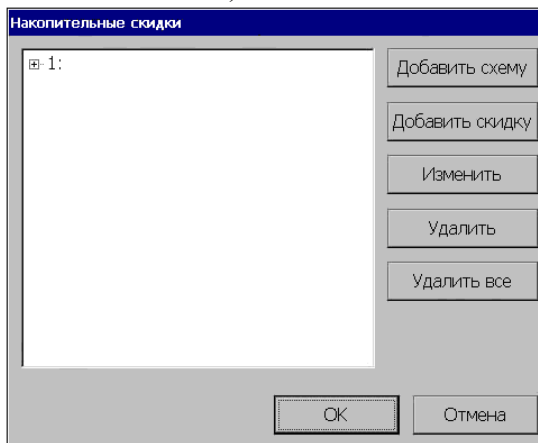 Накопительные скидки
1:
Добавить схему
Добавить скидку
Изменить
Удалить
Удалить все
OK
Отмена